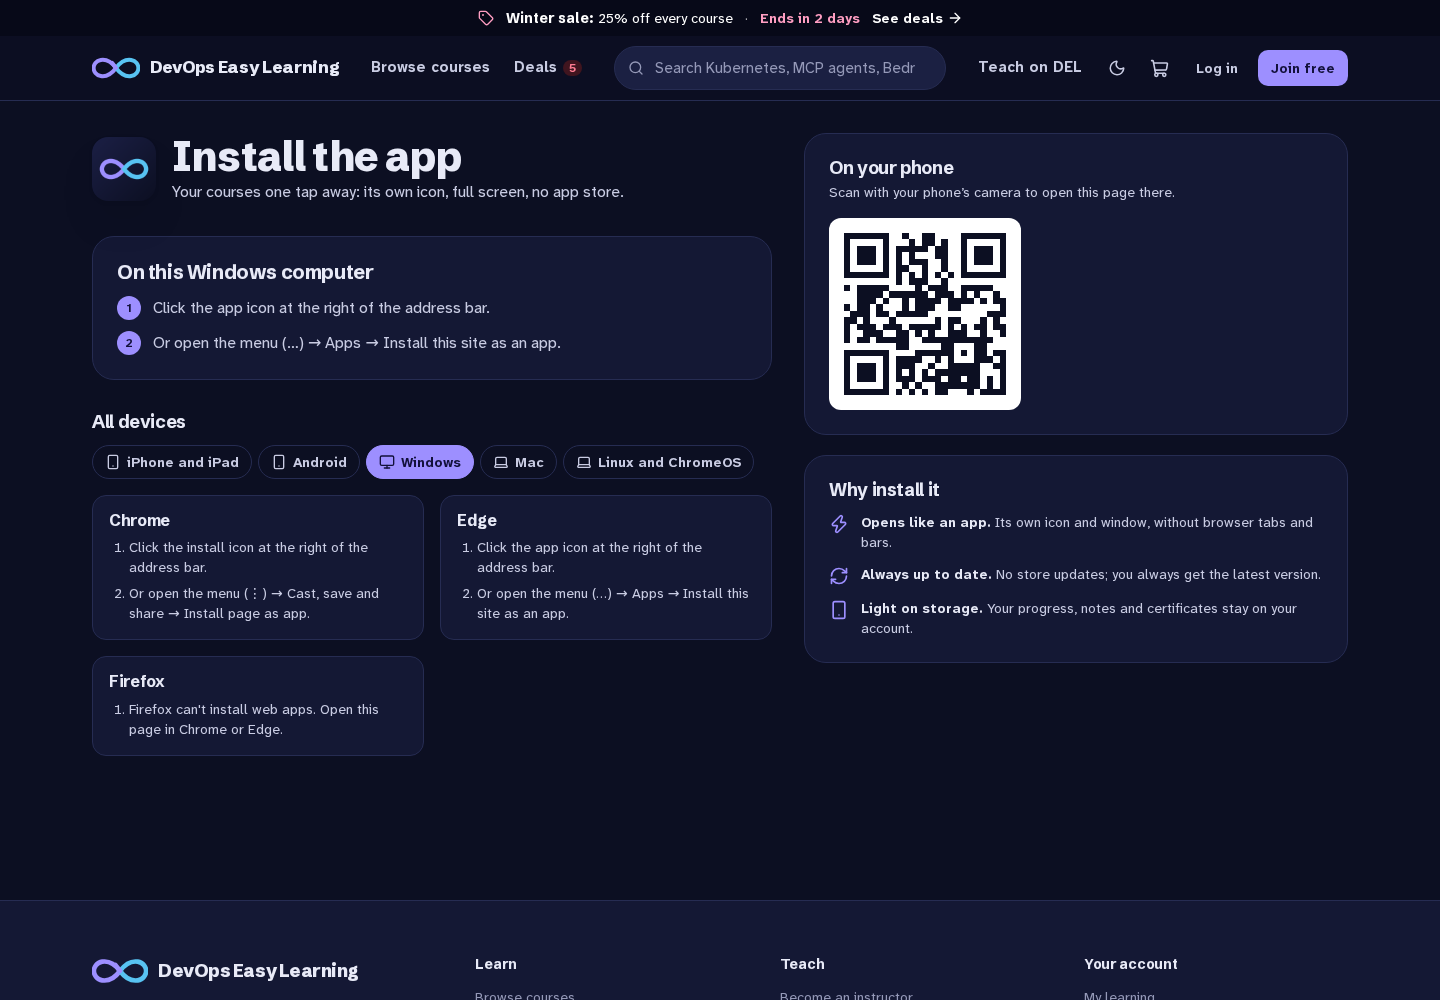 Winter sale: 25% off every course · Ends in 2 days See deals →
DevOps Easy Learning
Browse courses
Deals 5
Search Kubernetes, MCP agents, Bedr
Teach on DEL
Log in
Join free
Install the app
Your courses one tap away: its own icon, full screen, no app store.
On this Windows computer
1 Click the app icon at the right of the address bar.
2 Or open the menu (…) → Apps → Install this site as an app.
All devices
iPhone and iPad
Android
Windows
Mac
Linux and ChromeOS
Chrome
1. Click the install icon at the right of the
address bar.
2. Or open the menu (⋮) → Cast, save and
share → Install page as app.
Edge
1. Click the app icon at the right of the
address bar.
2. Or open the menu (…) → Apps → Install this
site as an app.
Firefox
1. Firefox can't install web apps. Open this
page in Chrome or Edge.
On your phone
Scan with your phone's camera to open this page there.
Why install it
Opens like an app. Its own icon and window, without browser tabs and
bars.
Always up to date. No store updates; you always get the latest version.
Light on storage. Your progress, notes and certificates stay on your
account.
DevOps Easy Learning
Learn
Browse courses
Teach
Become an instructor
Your account
My learning